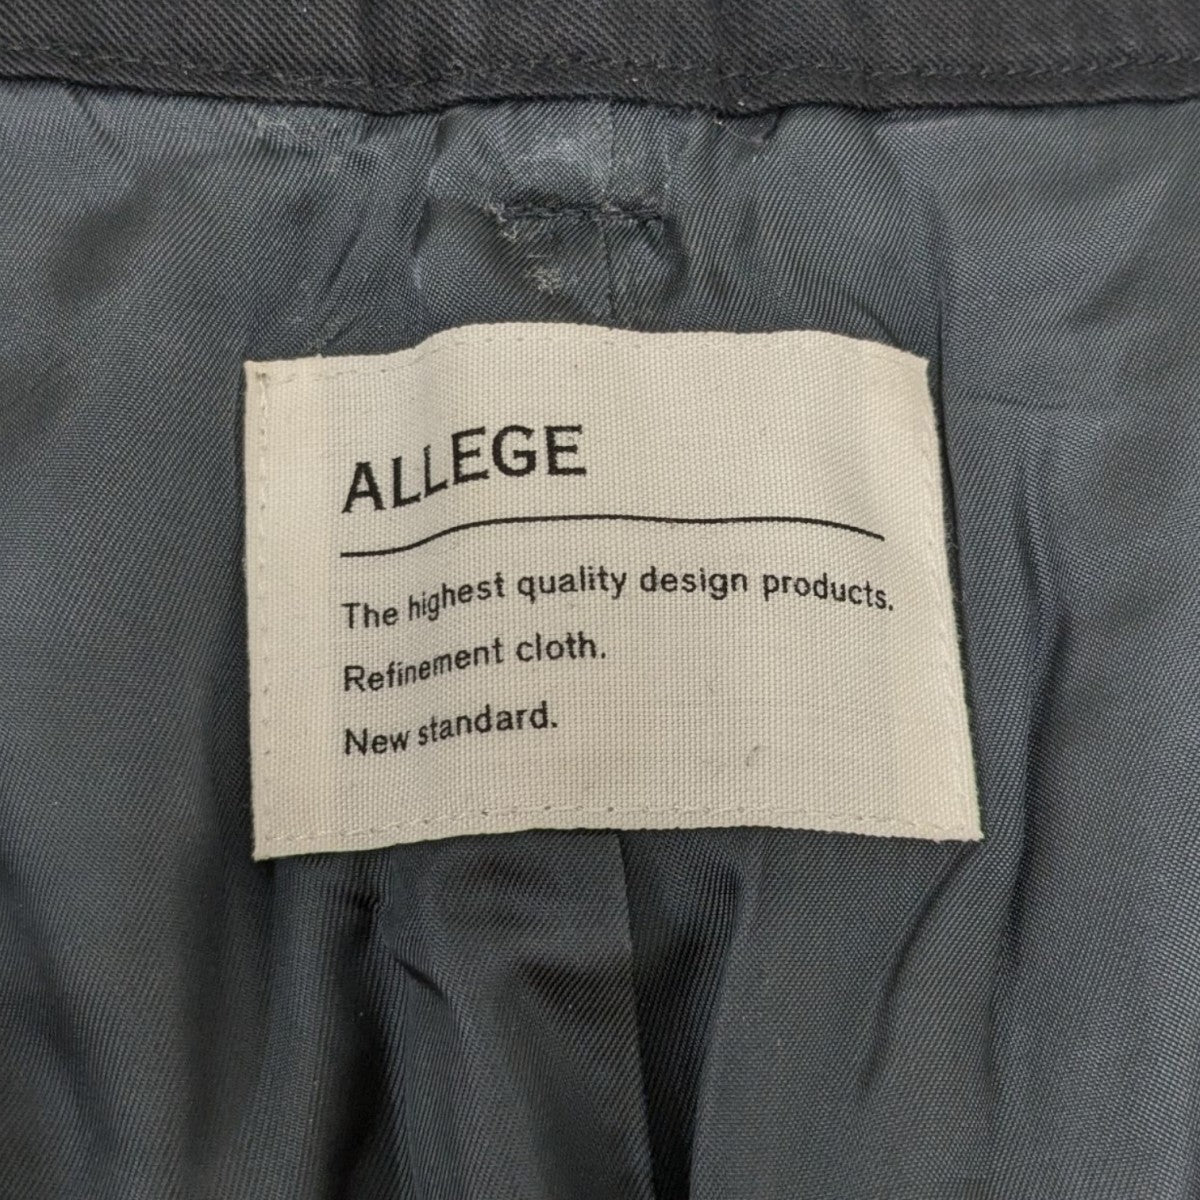 ALLEGE
The highest quality design products.
Refinement cloth.
New standard.